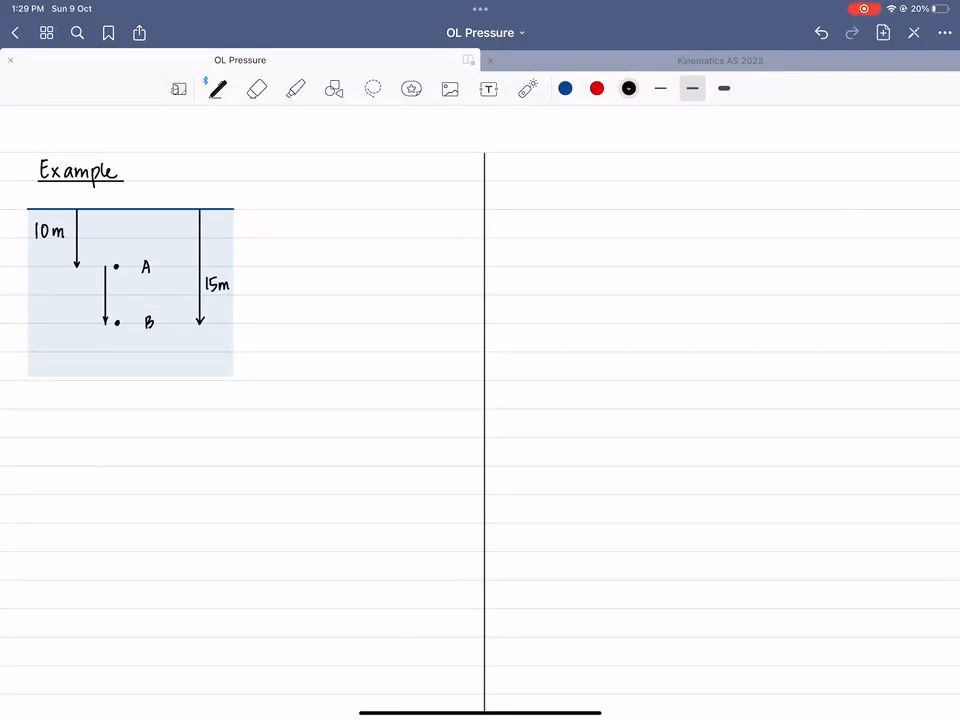 1:29 PM Sun 9 Oct
20%
OL Pressure
OL Pressure
Kinematics AS 2023
T
Example
10m
A
15m
B